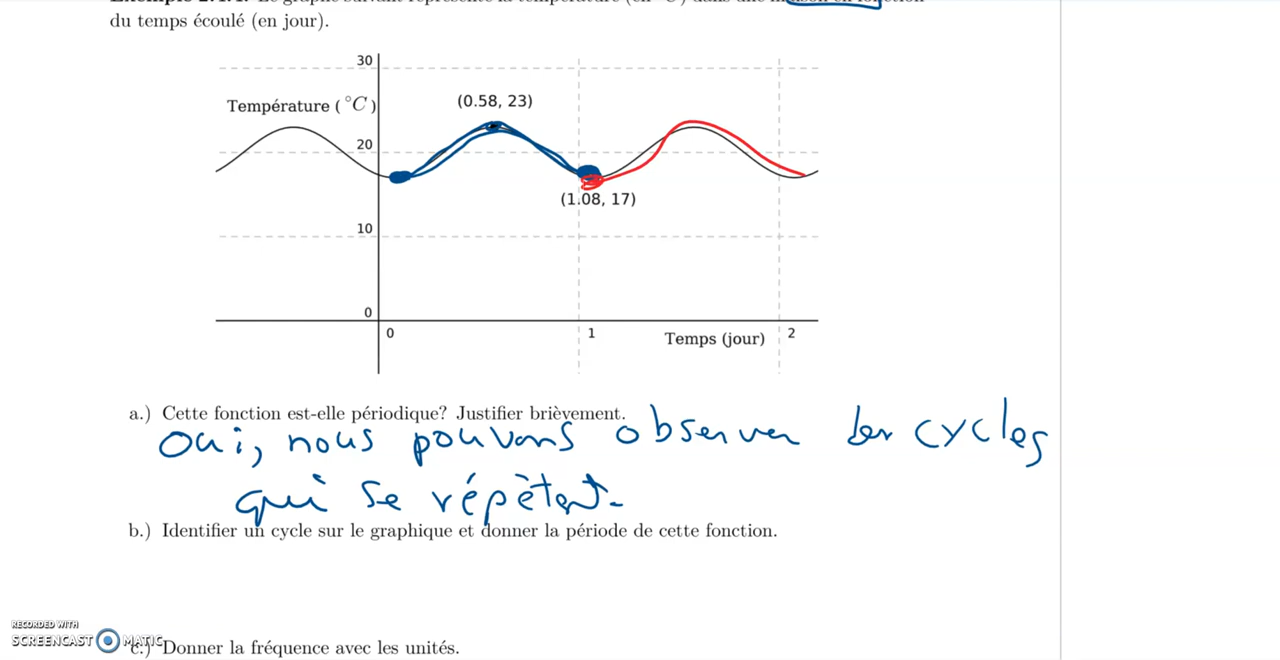 du temps écoulé (en jour).
30
Température ( °C)
(0.58, 23)
20
(1.08, 17)
10
0
0
1
Temps (jour)
2
a.) Cette fonction est-elle périodique? Justifier brièvement.
oui, nous pouvons observer des cycles
qui se répètent.
b.) Identifier un cycle sur le graphique et donner la période de cette fonction.
RECORDED WITH
SCREENCAST MATIC
c.) Donner la fréquence avec les unités.